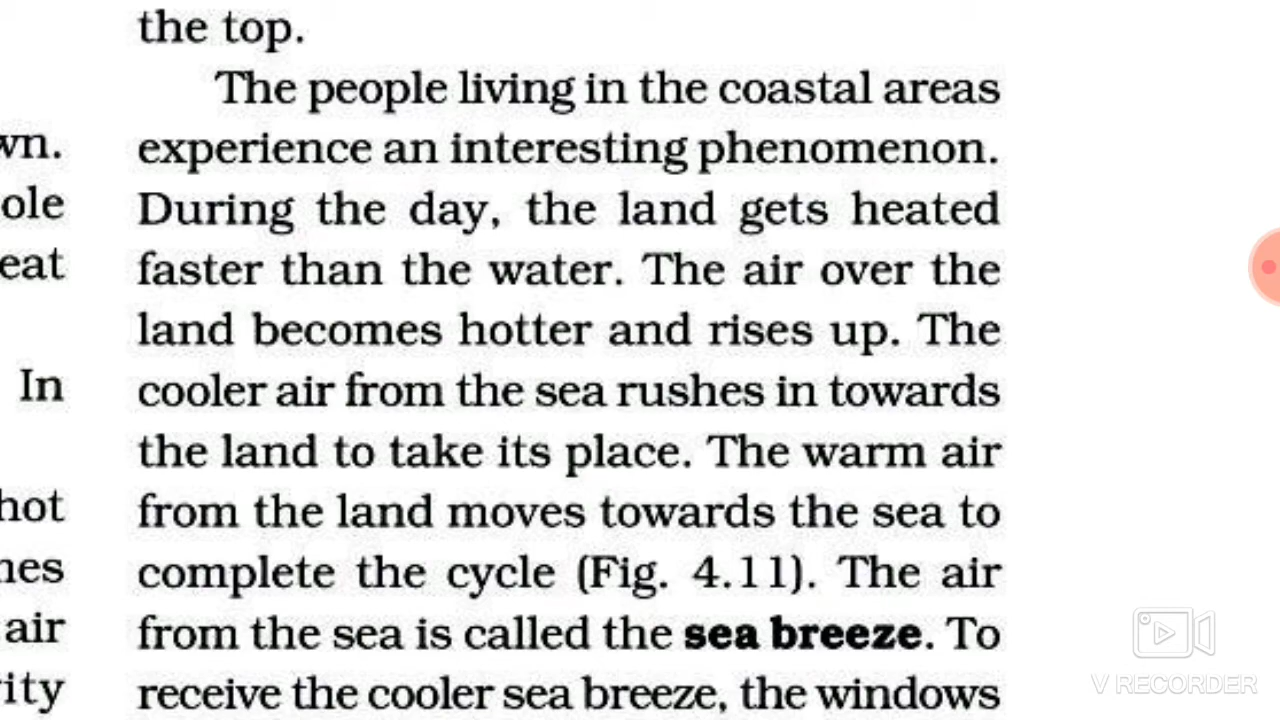 the top.
The people living in the coastal areas
experience an interesting phenomenon.
During the day, the land gets heated
faster than the water. The air over the
land becomes hotter and rises up. The
cooler air from the sea rushes in towards
the land to take its place. The warm air
from the land moves towards the sea to
complete the cycle (Fig. 4.11). The air
from the sea is called the sea breeze. To
receive the cooler sea breeze, the windows
wn.
ole
eat
In
hot
nes
air
ity
V RECORDER